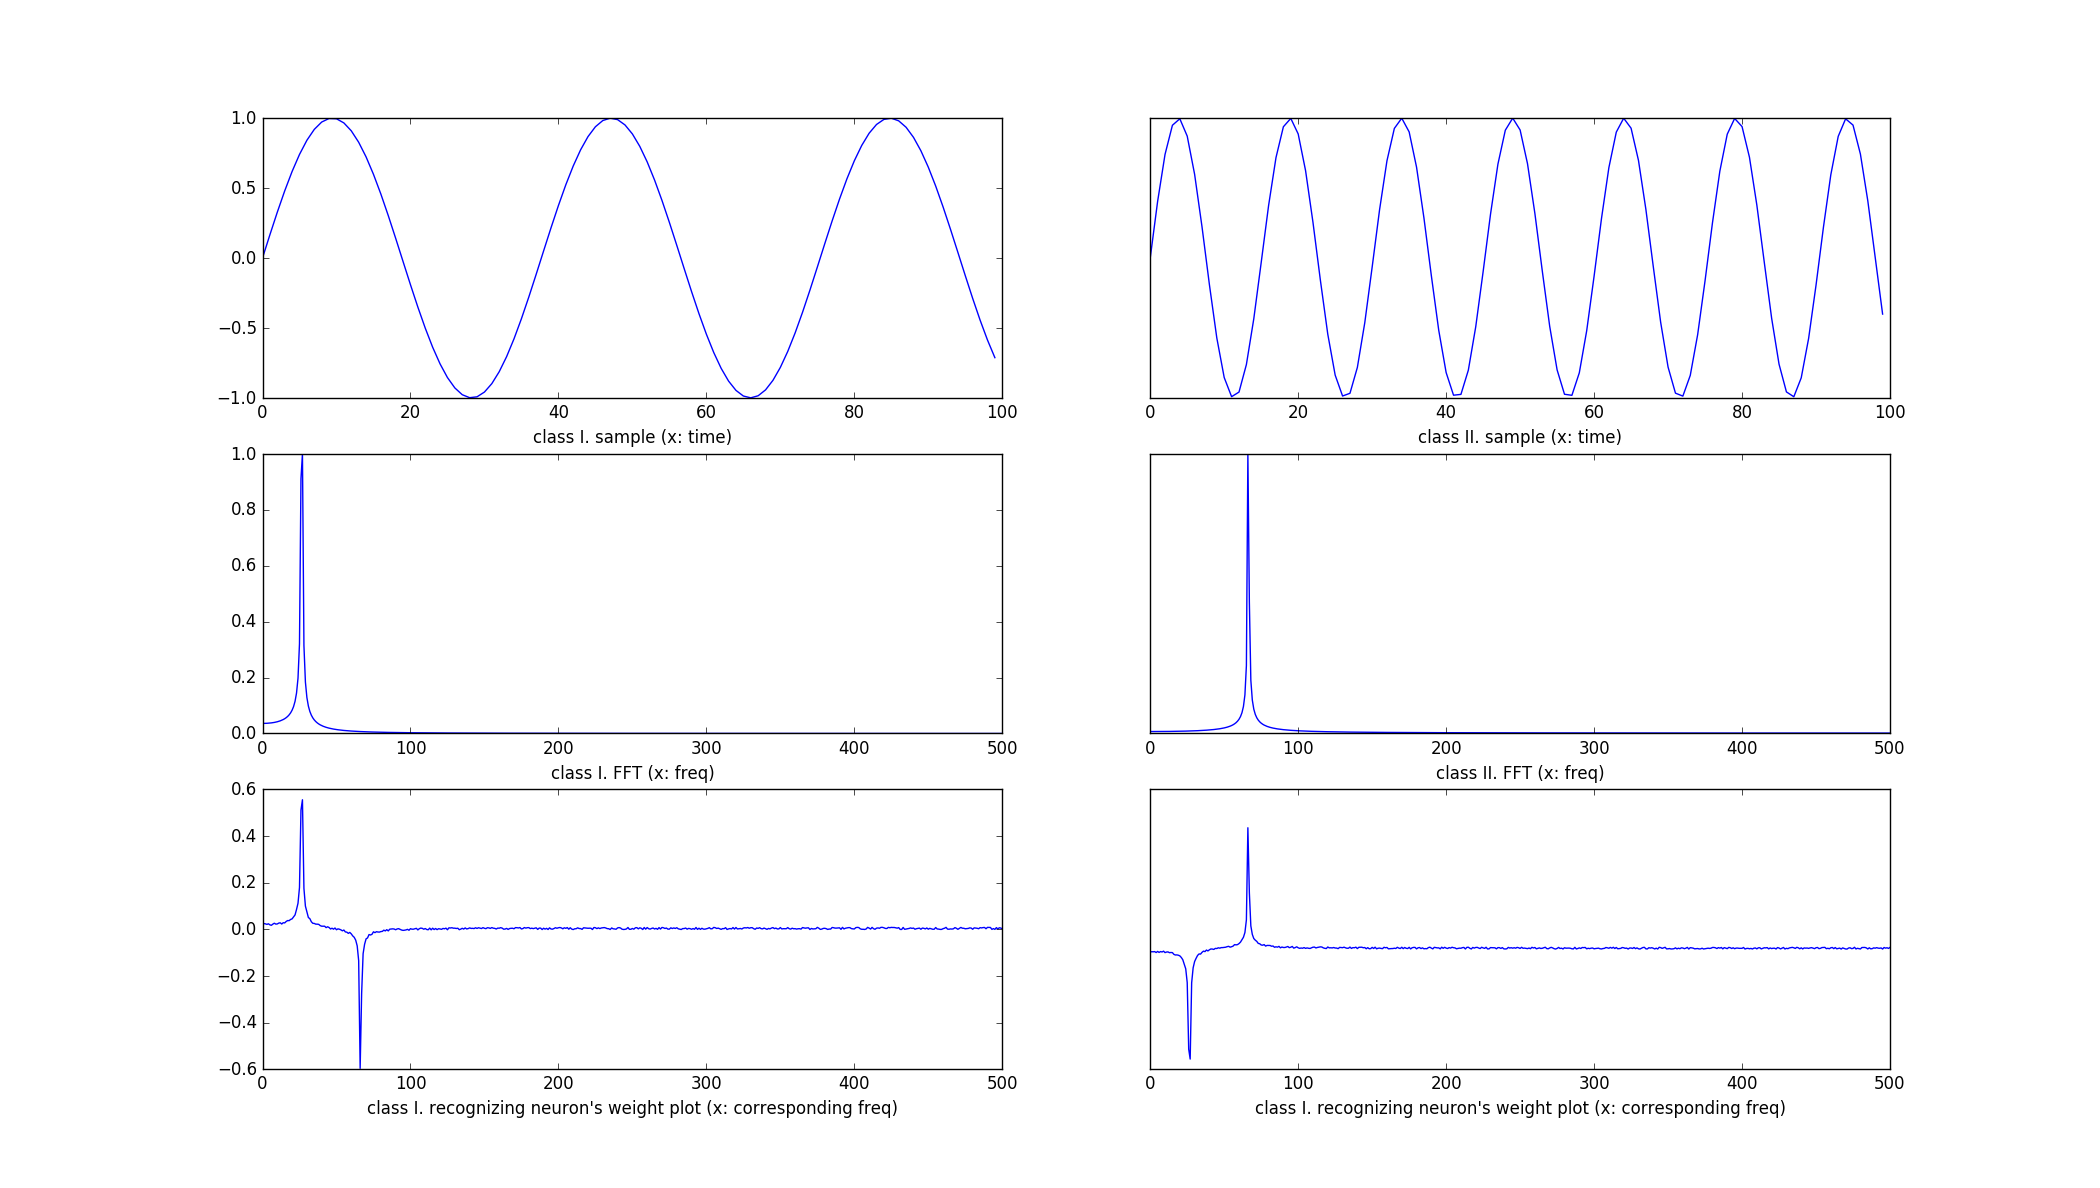 1.0
0.5
0.0
−0.5
−1.0
0 20 40 60 80 100
class I. sample (x: time)
0 20 40 60 80 100
class II. sample (x: time)
1.0
0.8
0.6
0.4
0.2
0.0
0 100 200 300 400 500
class I. FFT (x: freq)
0 100 200 300 400 500
class II. FFT (x: freq)
0.6
0.4
0.2
0.0
−0.2
−0.4
−0.6
0 100 200 300 400 500
class I. recognizing neuron's weight plot (x: corresponding freq)
0 100 200 300 400 500
class I. recognizing neuron's weight plot (x: corresponding freq)